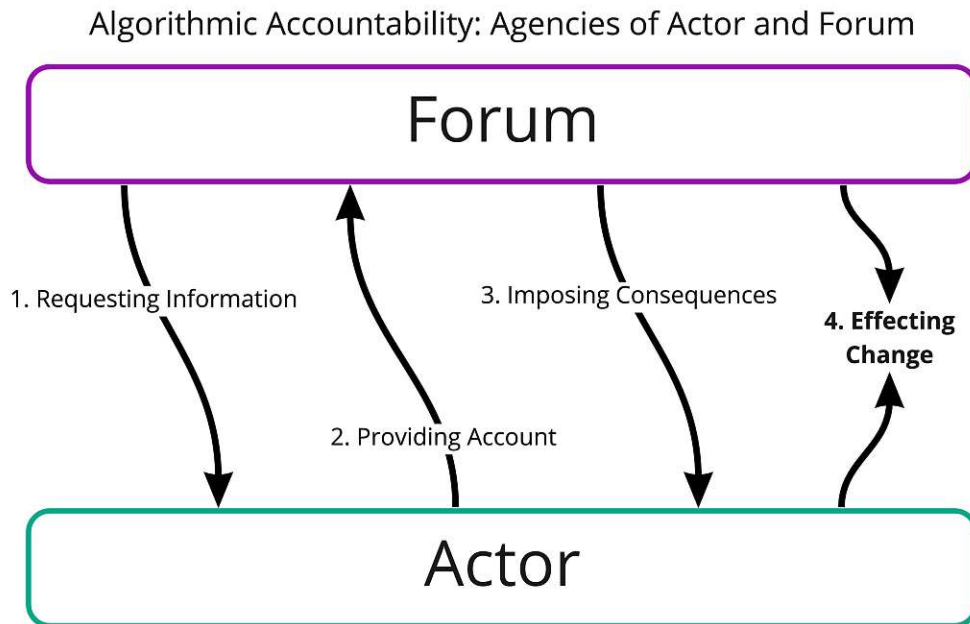 Algorithmic Accountability: Agencies of Actor and Forum
Forum
1. Requesting Information
3. Imposing Consequences
4. Effecting
Change
2. Providing Account
Actor